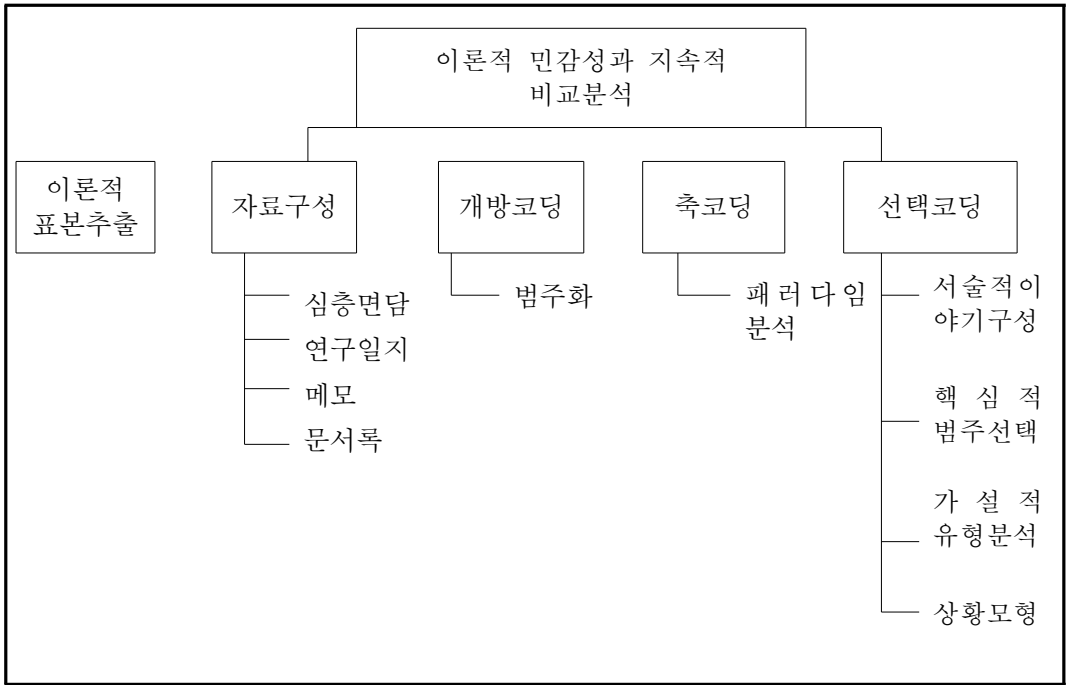 이론적 민감성과 지속적
비교분석
이론적
표본추출
자료구성
개방코딩
축코딩
선택코딩
심층면담
연구일지
메모
문서록
범주화
패러다임
분석
서술적이
야기구성
핵 심 적
범주선택
가 설 적
유형분석
상황모형